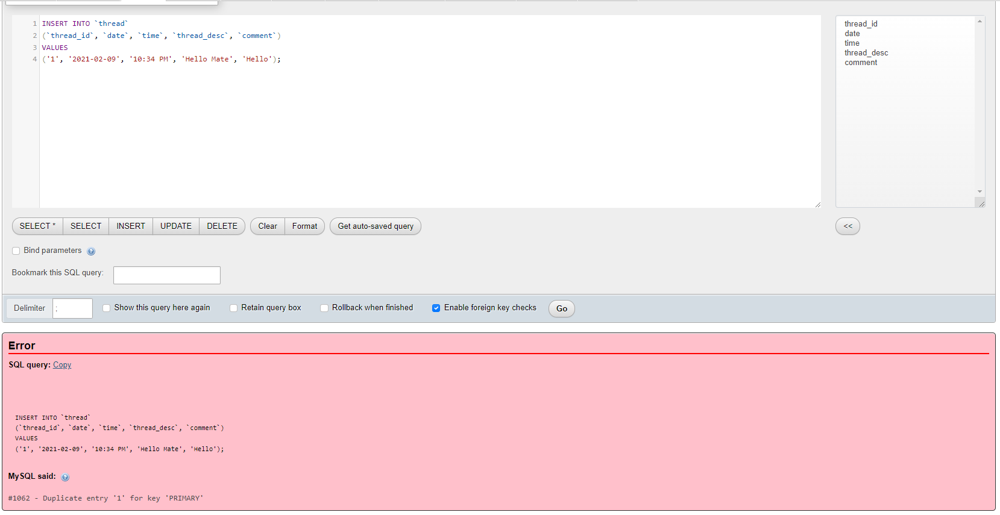 1 INSERT INTO `thread`
2 (`thread_id`, `date`, `time`, `thread_desc`, `comment`)
3 VALUES
4 ('1', '2021-02-09', '10:34 PM', 'Hello Mate', 'Hello');
thread_id
date
time
thread_desc
comment
SELECT * SELECT INSERT UPDATE DELETE Clear Format Get auto-saved query <<
Bind parameters
Bookmark this SQL query:
Delimiter ; Show this query here again Retain query box Rollback when finished Enable foreign key checks Go
Error
SQL query: Copy
INSERT INTO `thread`
(`thread_id`, `date`, `time`, `thread_desc`, `comment`)
VALUES
('1', '2021-02-09', '10:34 PM', 'Hello Mate', 'Hello');
MySQL said:
#1062 - Duplicate entry '1' for key 'PRIMARY'